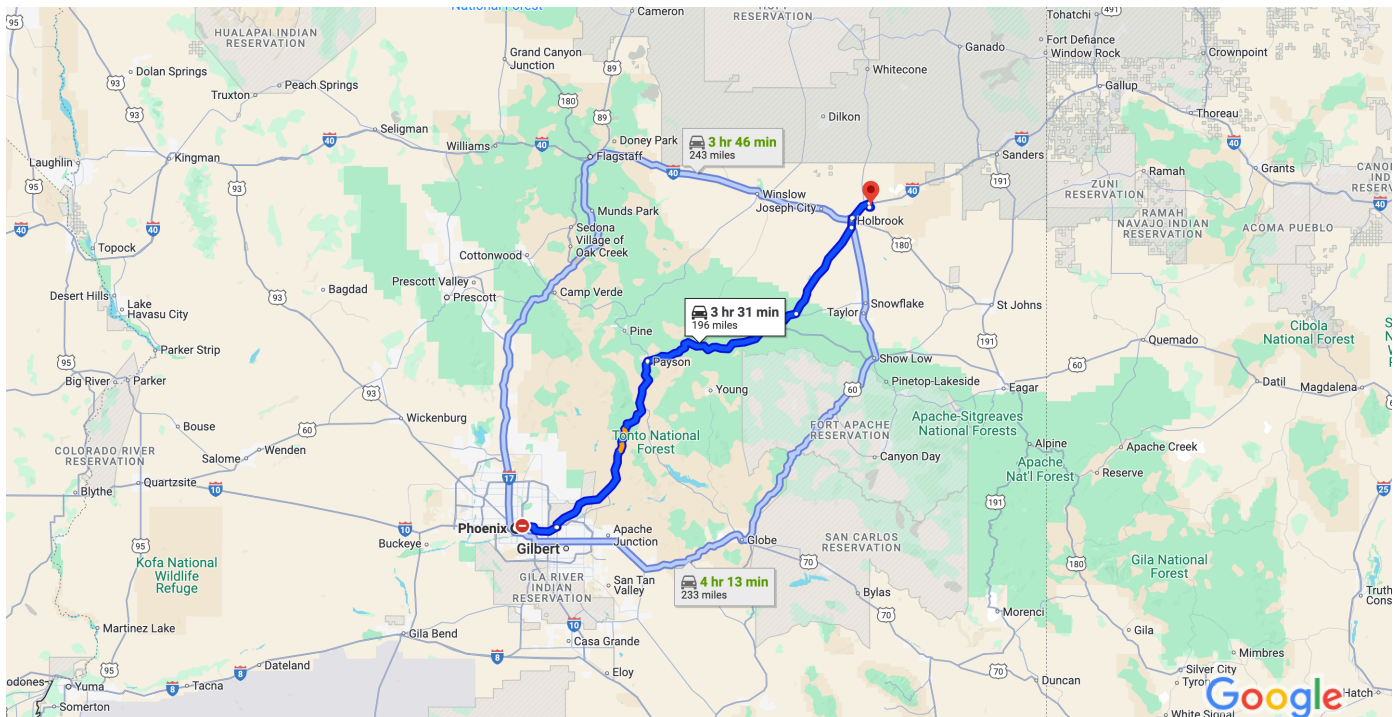 National Forest
Cameron
HOPI
RESERVATION
Tohatchi
491
95
HUALAPAI INDIAN
RESERVATION
Grand Canyon
Junction
89
Ganado
Fort Defiance
Window Rock
Crownpoint
Dolan Springs
93
Peach Springs
Truxton
Whitecone
Gallup
180
89
Dilkon
Thoreau
93
Seligman
40
Williams
40
Doney Park
Flagstaff
3 hr 46 min
243 miles
40
Sanders
40
Laughlin
Kingman
40
Grants
95
93
Winslow
Joseph City
40
191
ZUNI
RESERVATION
Ramah
40
Munds Park
Holbrook
RAMAH
NAVAJO INDIAN
RESERVATION
ACOMA PUEBLO
40
40
Sedona
Village of
Oak Creek
180
Topock
Cottonwood
Prescott Valley
Prescott
Bagdad
Camp Verde
Desert Hills
Lake
Havasu City
93
3 hr 31 min
196 miles
Snowflake
Taylor
St Johns
Pine
Cibola
National Forest
Parker Strip
191
Quemado
95
Payson
Show Low
60
Big River
Parker
93
Young
Pinetop-Lakeside
Eagar
Datil
Magdalena
60
Wickenburg
Apache-Sitgreaves
National Forests
Bouse
60
Tonto National
Forest
FORT APACHE
RESERVATION
Alpine
Apache Creek
COLORADO RIVER
RESERVATION
Wenden
Salome
Canyon Day
Apache
Nat'l Forest
Reserve
Blythe
Quartzsite
10
17
191
25
Phoenix
10
Buckeye
Apache
Junction
Gilbert
Globe
SAN CARLOS
RESERVATION
95
Kofa National
Wildlife
Refuge
70
Gila National
Forest
180
GILA RIVER
INDIAN
RESERVATION
San Tan
Valley
4 hr 13 min
233 miles
Bylas
70
Morenci
Martinez Lake
Gila Bend
10
Casa Grande
Gila
95
8
Dateland
8
Eloy
70
Mimbres
Silver City
Yuma
8
Tacna
Duncan
Somerton
Google
Hatch
White Signal